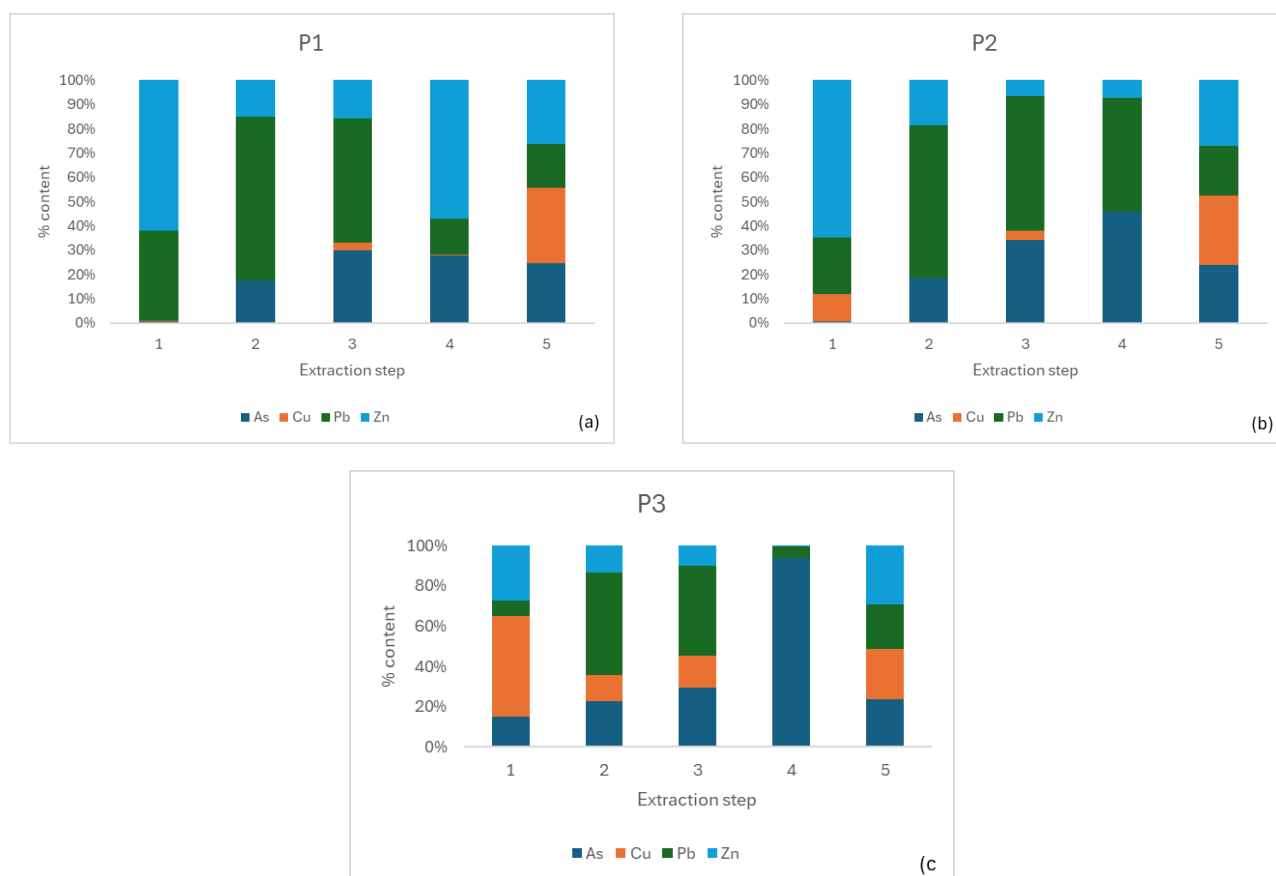 P1
100%
90%
80%
70%
60%
50%
40%
30%
20%
10%
0%
% content
1 2 3 4 5
Extraction step
As Cu Pb Zn
(a)
P2
100%
90%
80%
70%
60%
50%
40%
30%
20%
10%
0%
% content
1 2 3 4 5
Extraction step
As Cu Pb Zn
(b)
P3
100%
80%
60%
40%
20%
0%
% content
1 2 3 4 5
Extraction step
As Cu Pb Zn
(c